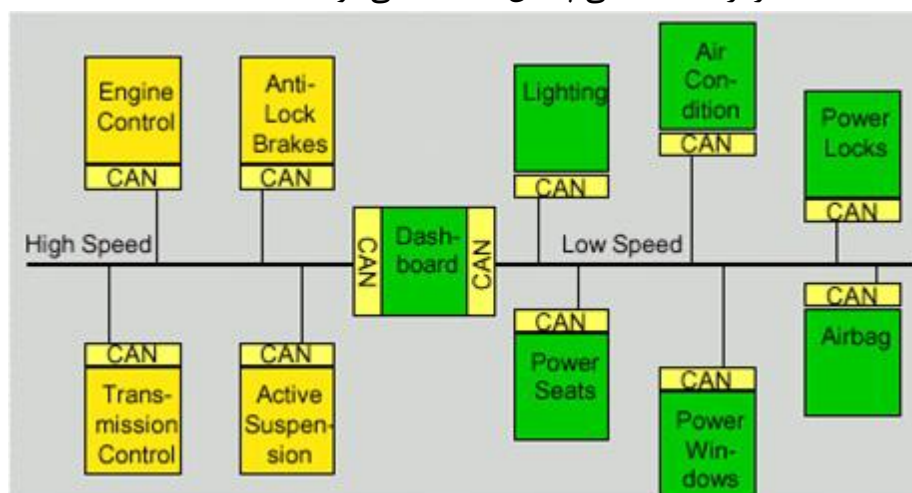 Engine
Control
CAN
Anti-
Lock
Brakes
CAN
Lighting
CAN
Air
Con-
dition
CAN
Power
Locks
CAN
High Speed
CAN
Dash-
board
CAN
Low Speed
CAN
Trans-
mission
Control
CAN
Active
Suspen-
sion
CAN
Power
Seats
CAN
Power
Win-
dows
CAN
Airbag